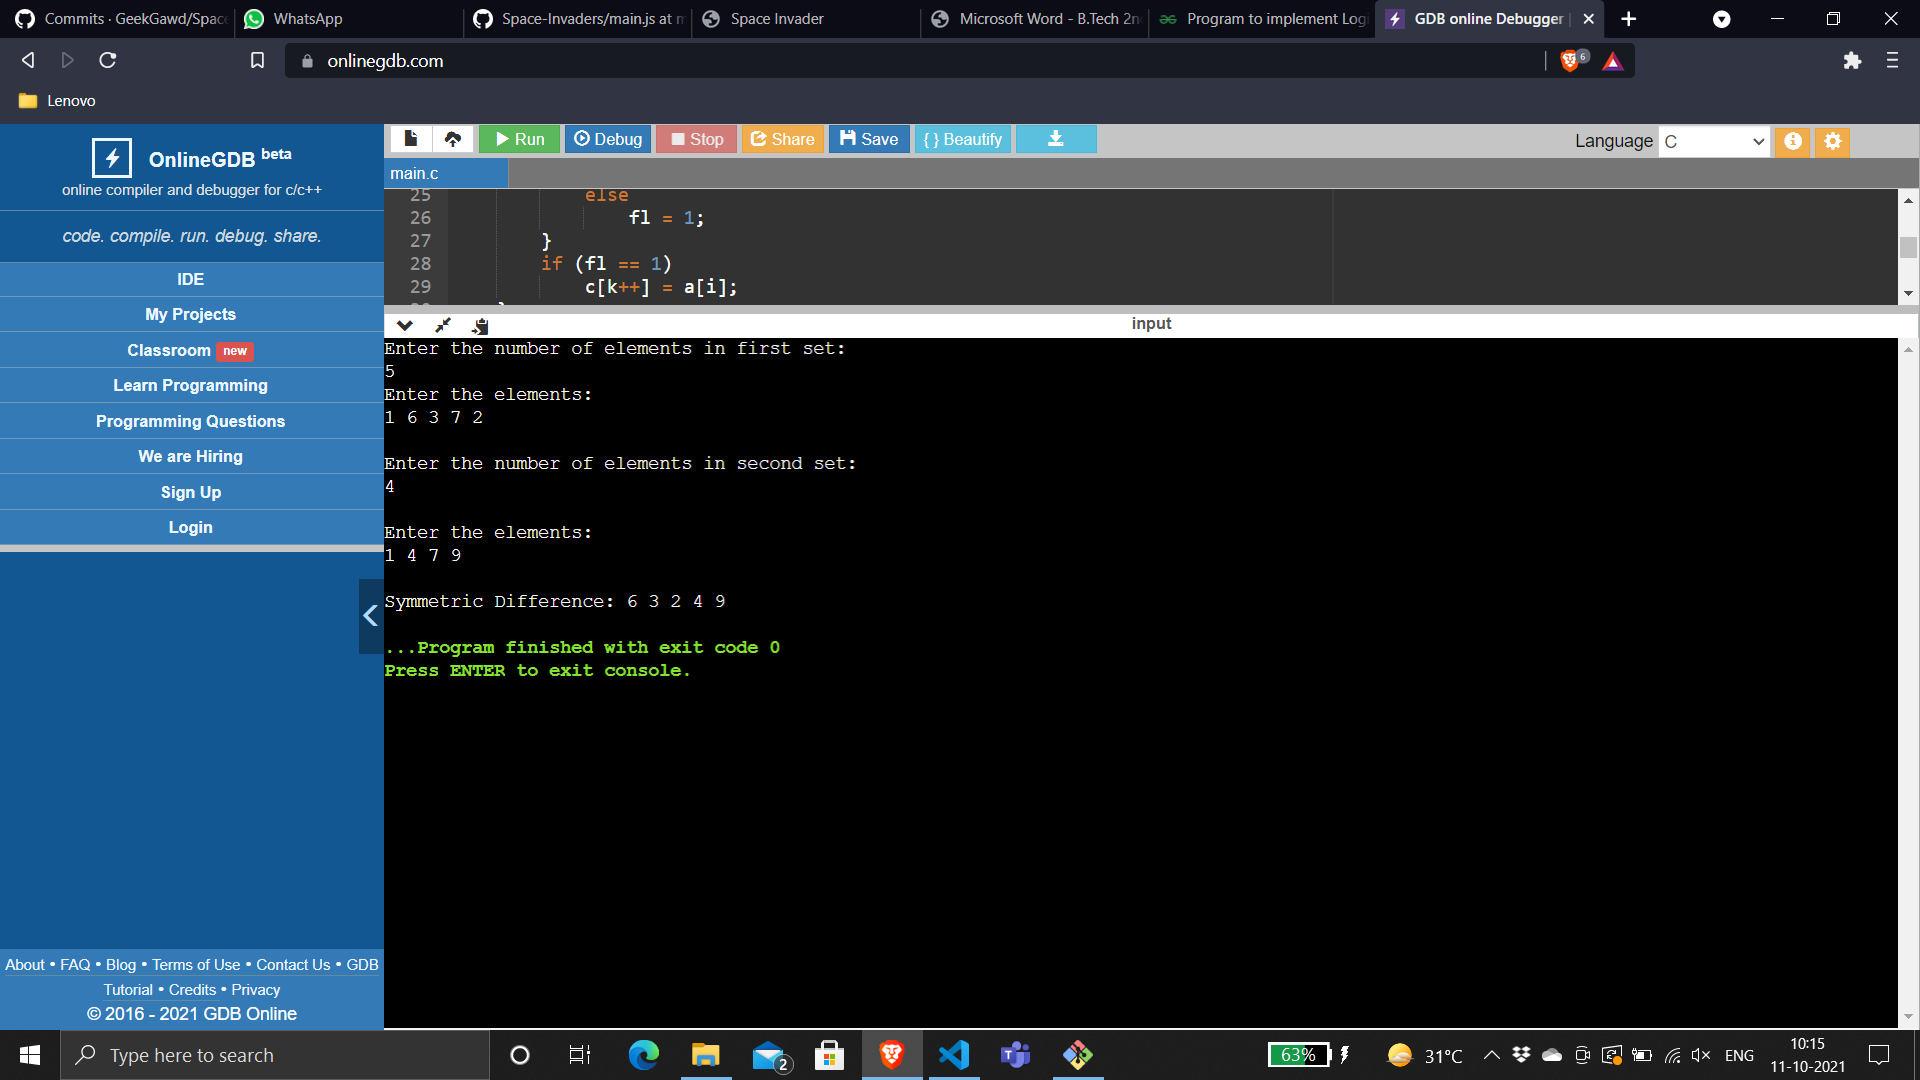 Commits · GeekGawd/Space
WhatsApp
Space-Invaders/main.js at m
Space Invader
Microsoft Word - B.Tech 2n
Program to implement Logi
GDB online Debugger |
onlinegdb.com
6
Lenovo
OnlineGDB beta
online compiler and debugger for c/c++
code. compile. run. debug. share.
IDE
My Projects
Classroom new
Learn Programming
Programming Questions
We are Hiring
Sign Up
Login
About • FAQ • Blog • Terms of Use • Contact Us • GDB
Tutorial • Credits • Privacy
© 2016 - 2021 GDB Online
Run
Debug
Stop
Share
Save
{ } Beautify
Language C
main.c
25 else
26 fl = 1;
27 }
28 if (fl == 1)
29 c[k++] = a[i];
input
Enter the number of elements in first set:
5
Enter the elements:
1 6 3 7 2
Enter the number of elements in second set:
4
Enter the elements:
1 4 7 9
Symmetric Difference: 6 3 2 4 9
...Program finished with exit code 0
Press ENTER to exit console.
Type here to search
2
63%
31°C
ENG
10:15
11-10-2021